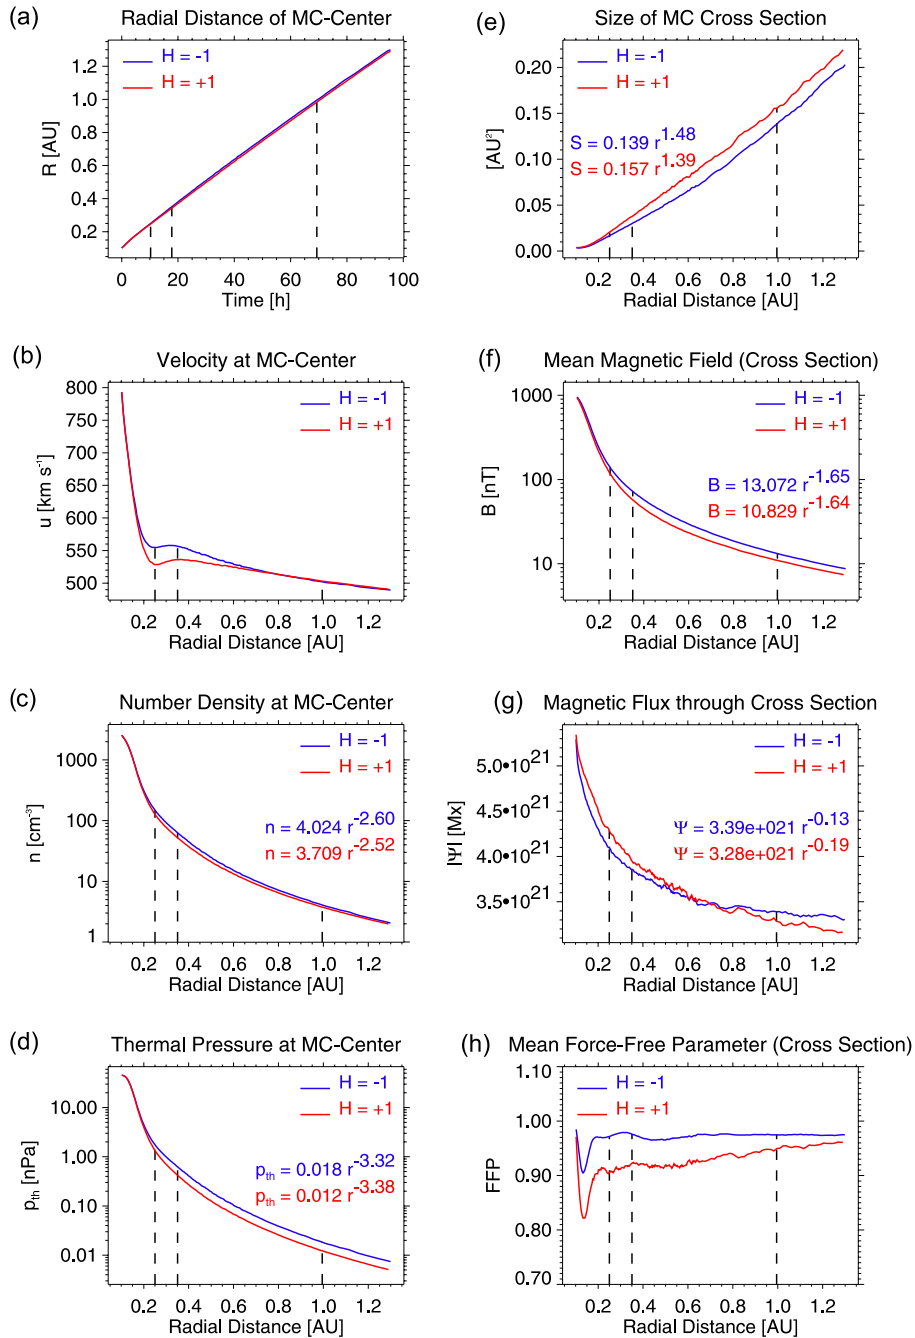 (a) Radial Distance of MC-Center
H = -1
H = +1
R [AU]
1.2
1.0
0.8
0.6
0.4
0.2
0 20 40 60 80 100
Time [h]
(b) Velocity at MC-Center
H = -1
H = +1
u [km s⁻¹]
800
750
700
650
600
550
500
0.2 0.4 0.6 0.8 1.0 1.2
Radial Distance [AU]
(c) Number Density at MC-Center
H = -1
H = +1
n [cm⁻³]
1000
100
10
1
n = 4.024 r^-2.60
n = 3.709 r^-2.52
0.2 0.4 0.6 0.8 1.0 1.2
Radial Distance [AU]
(d) Thermal Pressure at MC-Center
H = -1
H = +1
p_th [nPa]
10.00
1.00
0.10
0.01
p_th = 0.018 r^-3.32
p_th = 0.012 r^-3.38
0.2 0.4 0.6 0.8 1.0 1.2
Radial Distance [AU]
(e) Size of MC Cross Section
H = -1
H = +1
[AU²]
0.20
0.15
0.10
0.05
0.00
S = 0.139 r^1.48
S = 0.157 r^1.39
0.2 0.4 0.6 0.8 1.0 1.2
Radial Distance [AU]
(f) Mean Magnetic Field (Cross Section)
H = -1
H = +1
B [nT]
1000
100
10
B = 13.072 r^-1.65
B = 10.829 r^-1.64
0.2 0.4 0.6 0.8 1.0 1.2
Radial Distance [AU]
(g) Magnetic Flux through Cross Section
H = -1
H = +1
|Ψ| [Mx]
5.0•10²¹
4.5•10²¹
4.0•10²¹
3.5•10²¹
Ψ = 3.39e+021 r^-0.13
Ψ = 3.28e+021 r^-0.19
0.2 0.4 0.6 0.8 1.0 1.2
Radial Distance [AU]
(h) Mean Force-Free Parameter (Cross Section)
H = -1
H = +1
FFP
1.10
1.00
0.90
0.80
0.70
0.2 0.4 0.6 0.8 1.0 1.2
Radial Distance [AU]